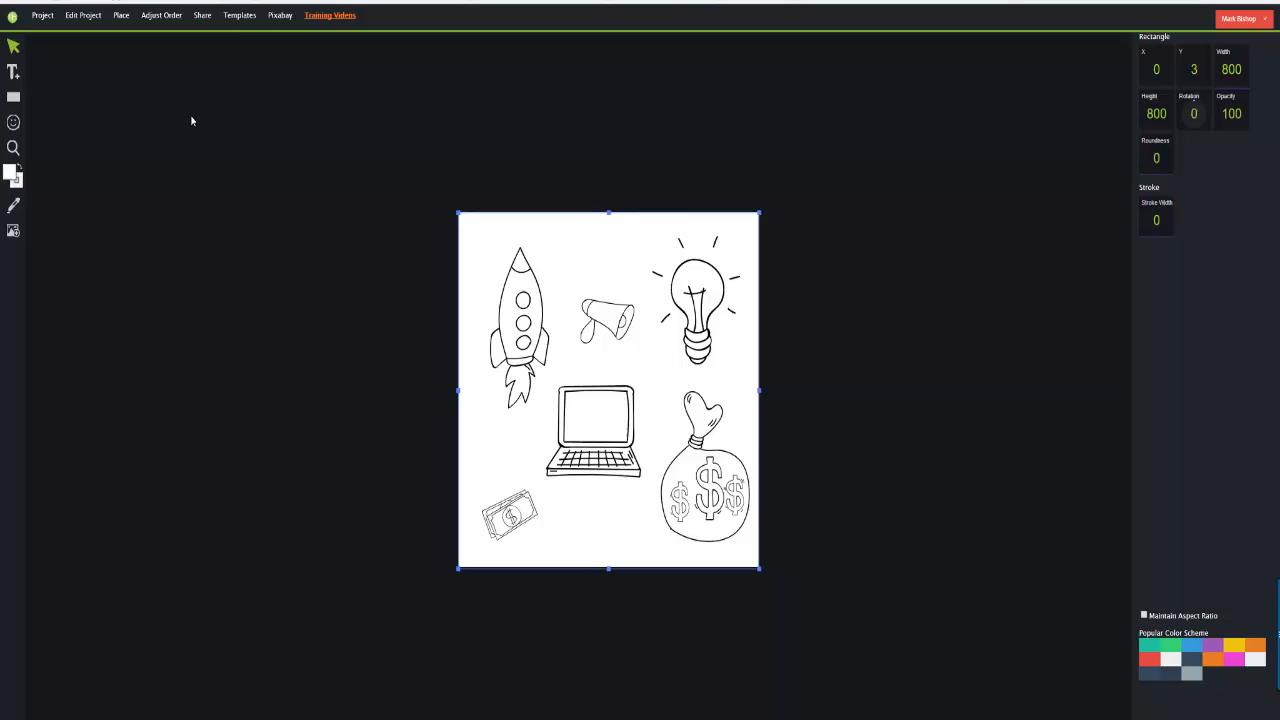 Project Edit Project Place Adjust Order Share Templates Pixabay Training Videos Mark Bishop
Rectangle
X Y Width
0 3 800
Height Rotation Opacity
800 0 100
Roundness
0
Stroke
Stroke Width
0
$ $ $
$
Maintain Aspect Ratio
Popular Color Scheme